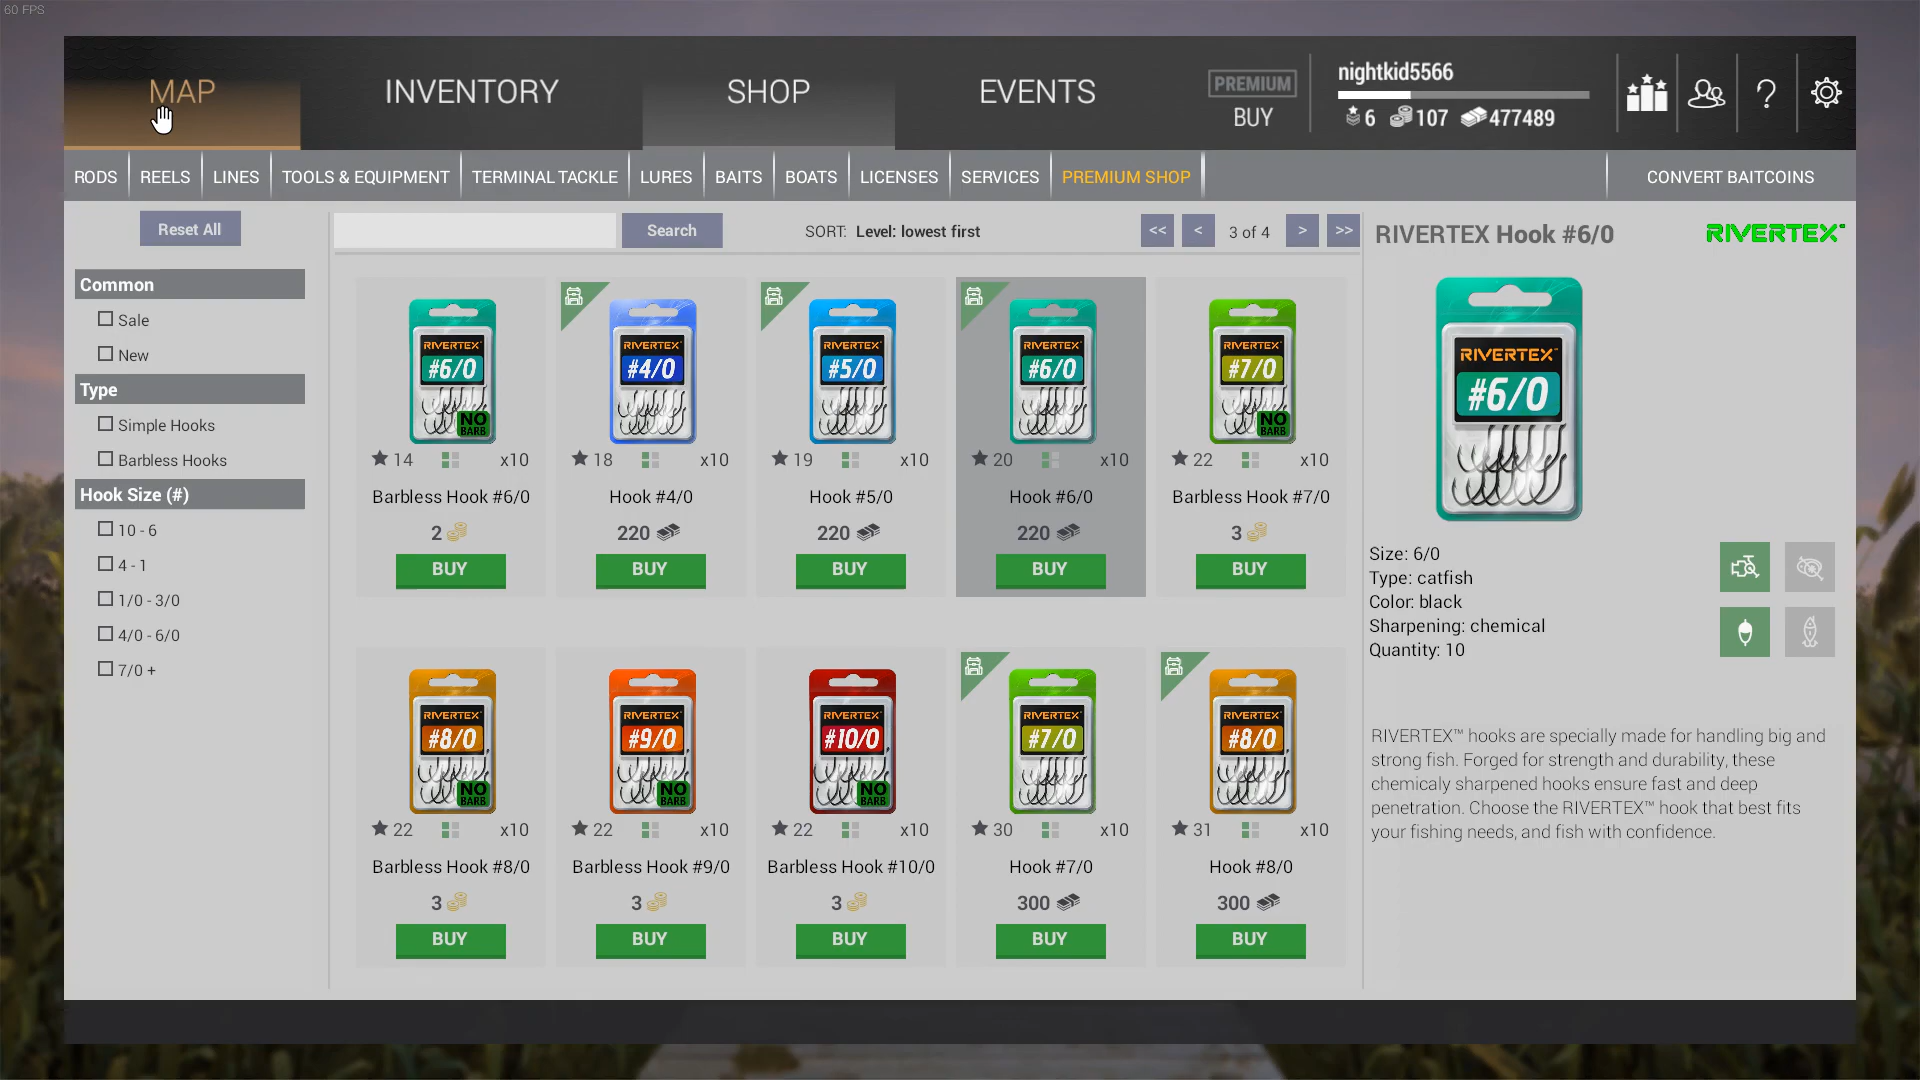 60 FPS
MAP
INVENTORY
SHOP
EVENTS
PREMIUM
BUY
nightkid5566
6 107 477489
RODS REELS LINES TOOLS & EQUIPMENT TERMINAL TACKLE LURES BAITS BOATS LICENSES SERVICES PREMIUM SHOP CONVERT BAITCOINS
Reset All
Search
SORT: Level: lowest first
<< < 3 of 4 > >>
Common
Sale
New
Type
Simple Hooks
Barbless Hooks
Hook Size (#)
10 - 6
4 - 1
1/0 - 3/0
4/0 - 6/0
7/0 +
RIVERTEX RIVERTEX RIVERTEX RIVERTEX RIVERTEX
#6/0 #4/0 #5/0 #6/0 #7/0
NO BARB NO BARB
14 x10 18 x10 19 x10 20 x10 22 x10
Barbless Hook #6/0 Hook #4/0 Hook #5/0 Hook #6/0 Barbless Hook #7/0
2 220 220 220 3
BUY BUY BUY BUY BUY
RIVERTEX RIVERTEX RIVERTEX RIVERTEX RIVERTEX
#8/0 #9/0 #10/0 #7/0 #8/0
NO BARB NO BARB NO BARB
22 x10 22 x10 22 x10 30 x10 31 x10
Barbless Hook #8/0 Barbless Hook #9/0 Barbless Hook #10/0 Hook #7/0 Hook #8/0
3 3 3 300 300
BUY BUY BUY BUY BUY
RIVERTEX Hook #6/0
RIVERTEX
RIVERTEX
#6/0
Size: 6/0
Type: catfish
Color: black
Sharpening: chemical
Quantity: 10
RIVERTEX™ hooks are specially made for handling big and
strong fish. Forged for strength and durability, these
chemicaly sharpened hooks ensure fast and deep
penetration. Choose the RIVERTEX™ hook that best fits
your fishing needs, and fish with confidence.